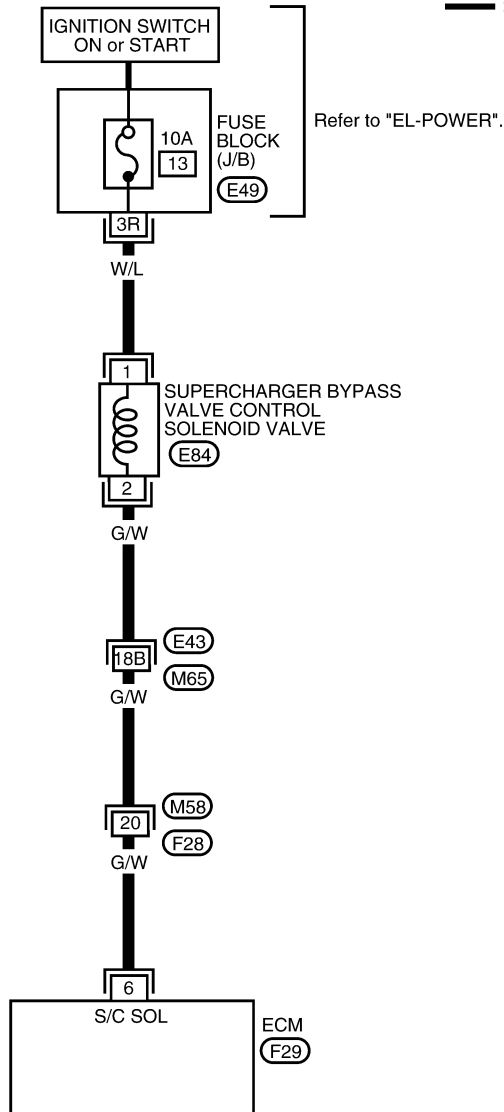 IGNITION SWITCH
ON or START
Refer to "EL-POWER".
FUSE
BLOCK
(J/B)
10A
13
E49
3R
W/L
1
SUPERCHARGER BYPASS
VALVE CONTROL
SOLENOID VALVE
E84
2
G/W
E43
18B
M65
G/W
M58
20
F28
G/W
6
S/C SOL
ECM
F29